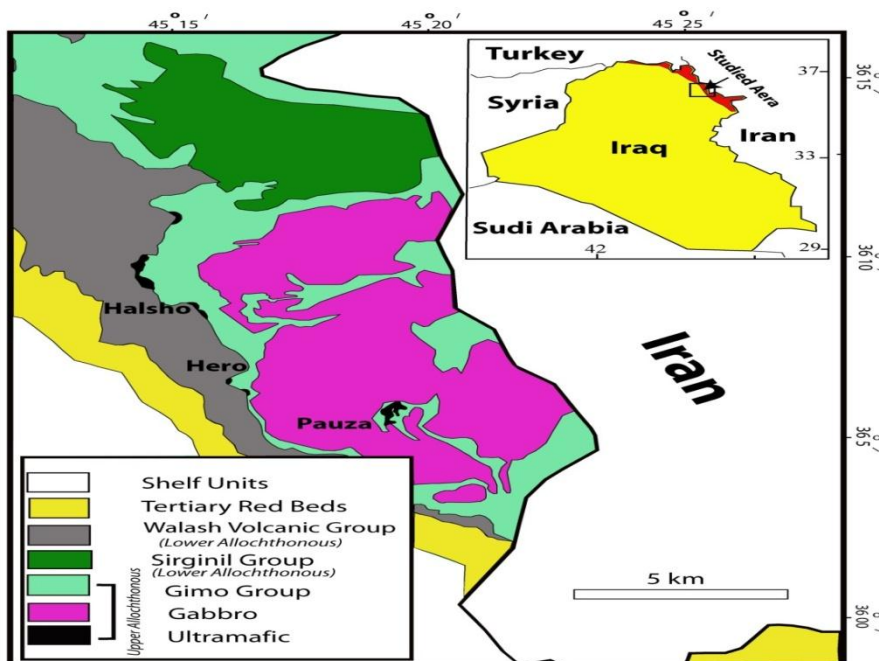 45 15
45 20
45 25
36 15
36 10
36 5
36 00
Turkey
Syria
Iraq
Iran
Sudi Arabia
Studied Aera
37
33
29
42
Halsho
Hero
Pauza
Iran
Shelf Units
Tertiary Red Beds
Walash Volcanic Group
(Lower Allochthonous)
Sirginil Group
(Lower Allochthonous)
Gimo Group
Gabbro
Ultramafic
Upper Allochthonous
5 km